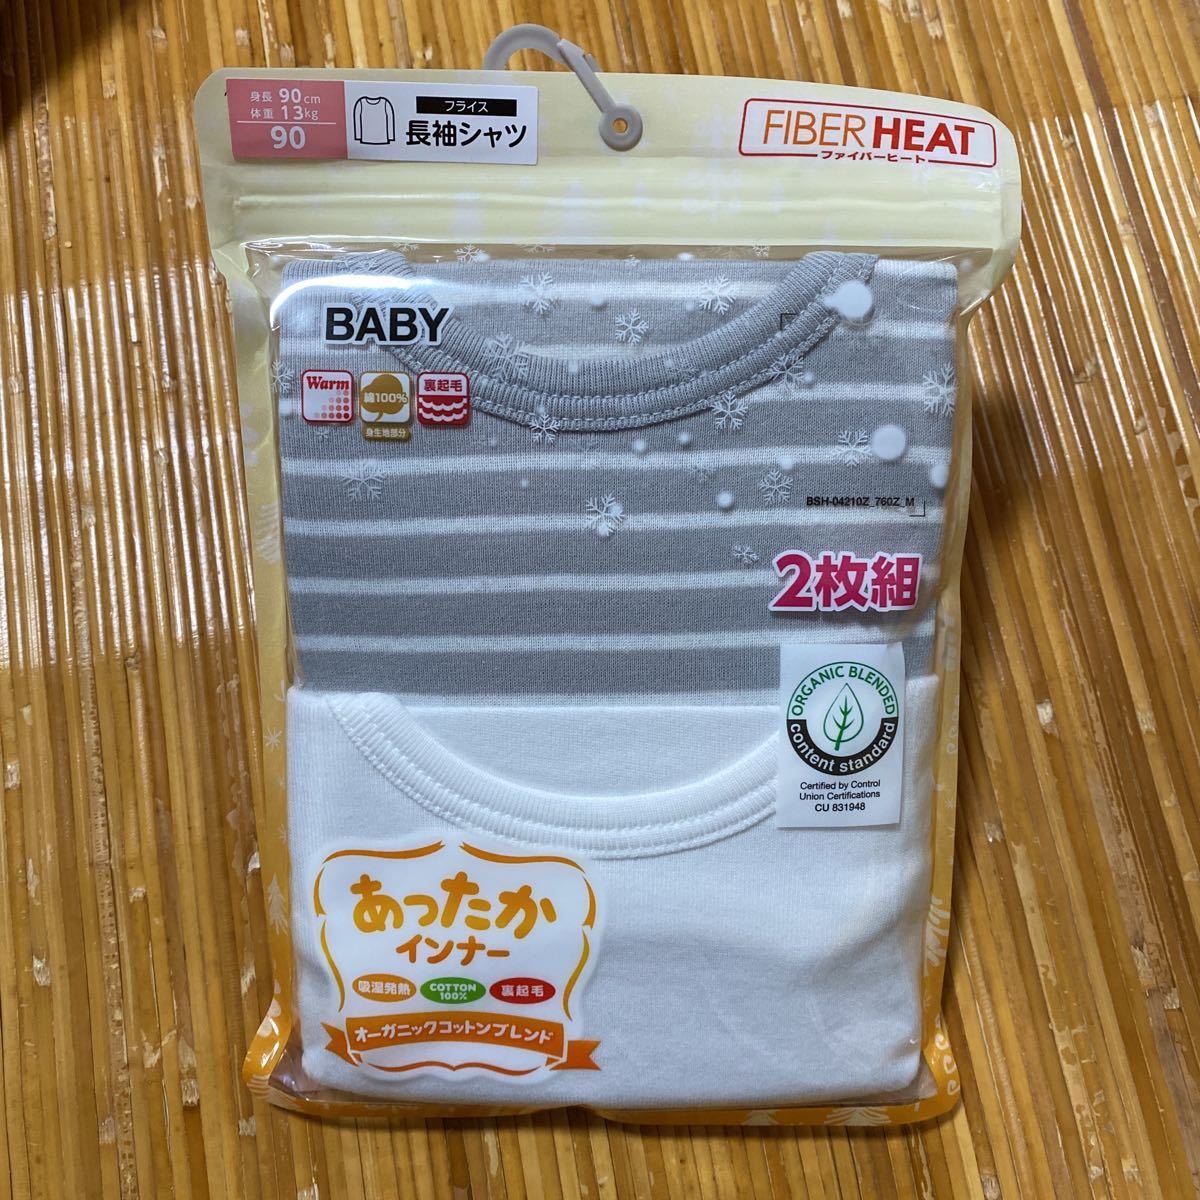 身長 90cm
体重 13kg
90
フライス
長袖シャツ
FIBER HEAT
ファイバーヒート
BABY
Warm
綿100%
身生地部分
裏起毛
BSH-04210Z_760Z_M
2枚組
ORGANIC BLENDED
content standard
Certified by Control
Union Certifications
CU 831948
あったか
インナー
吸湿発熱
COTTON
100%
裏起毛
オーガニックコットンブレンド